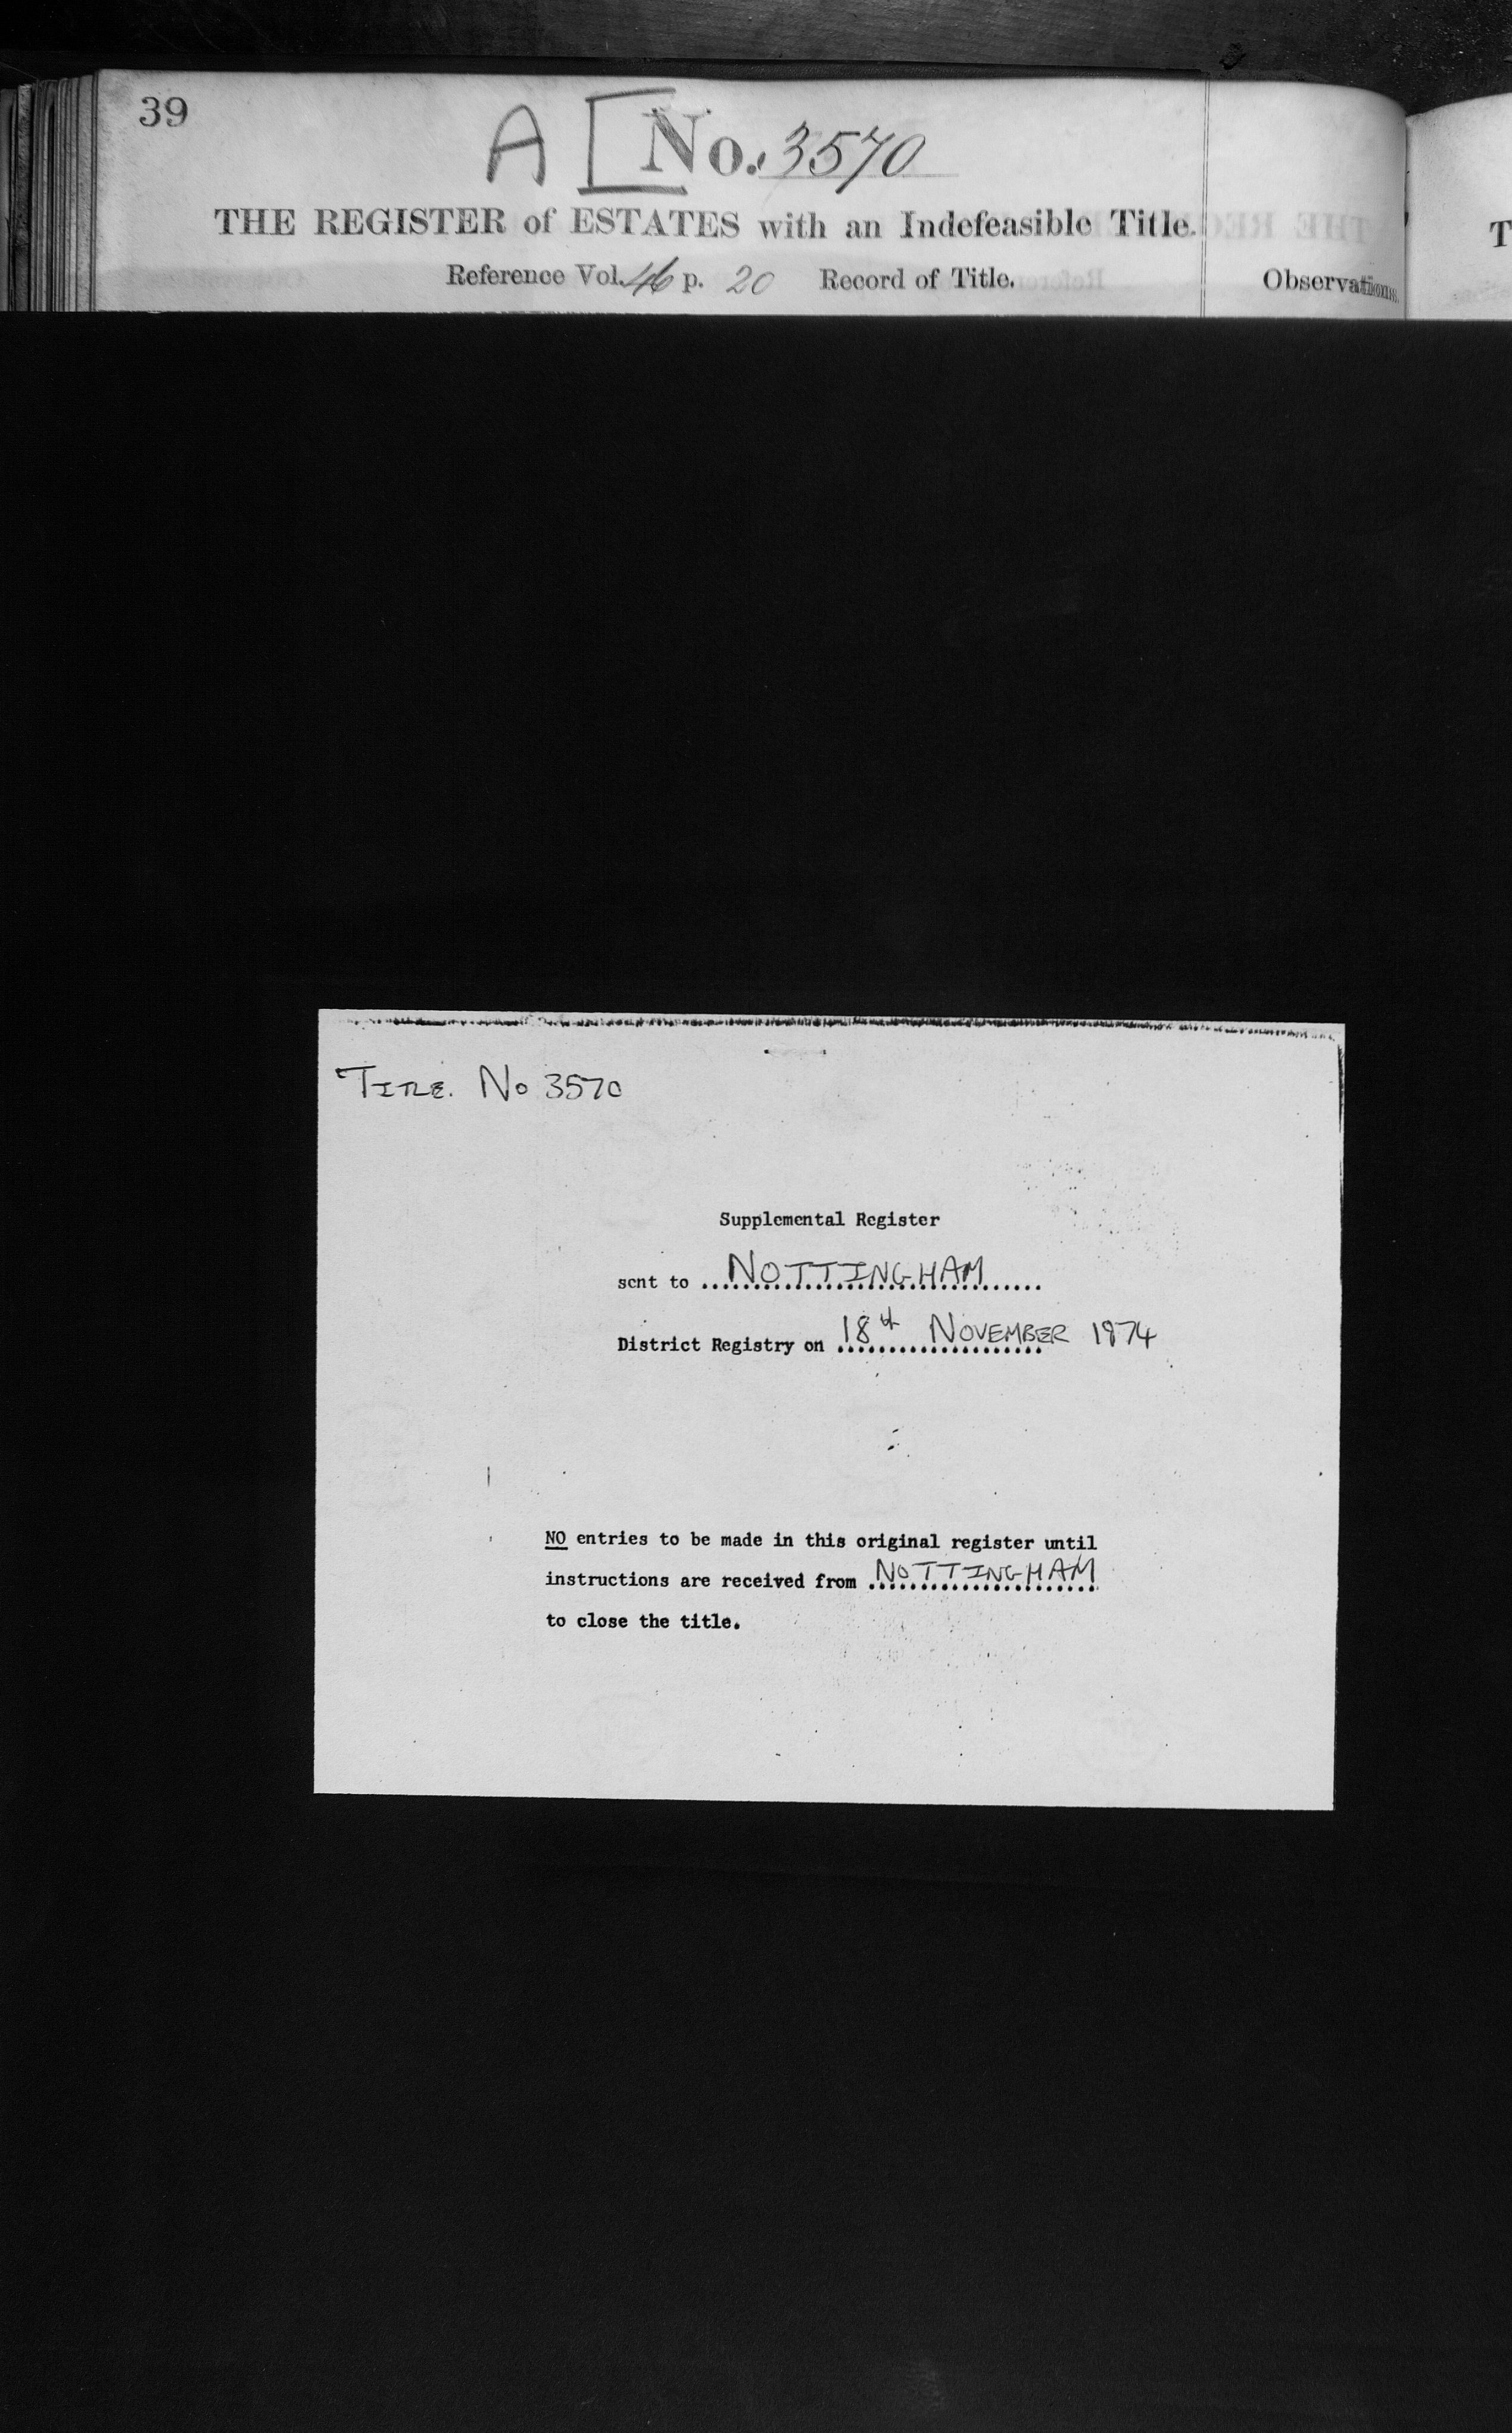 39
A [ No. 3570
THE REGISTER of ESTATES with an Indefeasible Title.
Reference Vol. 46 p. 20 Record of Title.
Observations.
T
TITLE. No 3570
Supplemental Register
sent to NOTTINGHAM
District Registry on 18th NOVEMBER 1974
NO entries to be made in this original register until
instructions are received from NOTTINGHAM
to close the title.